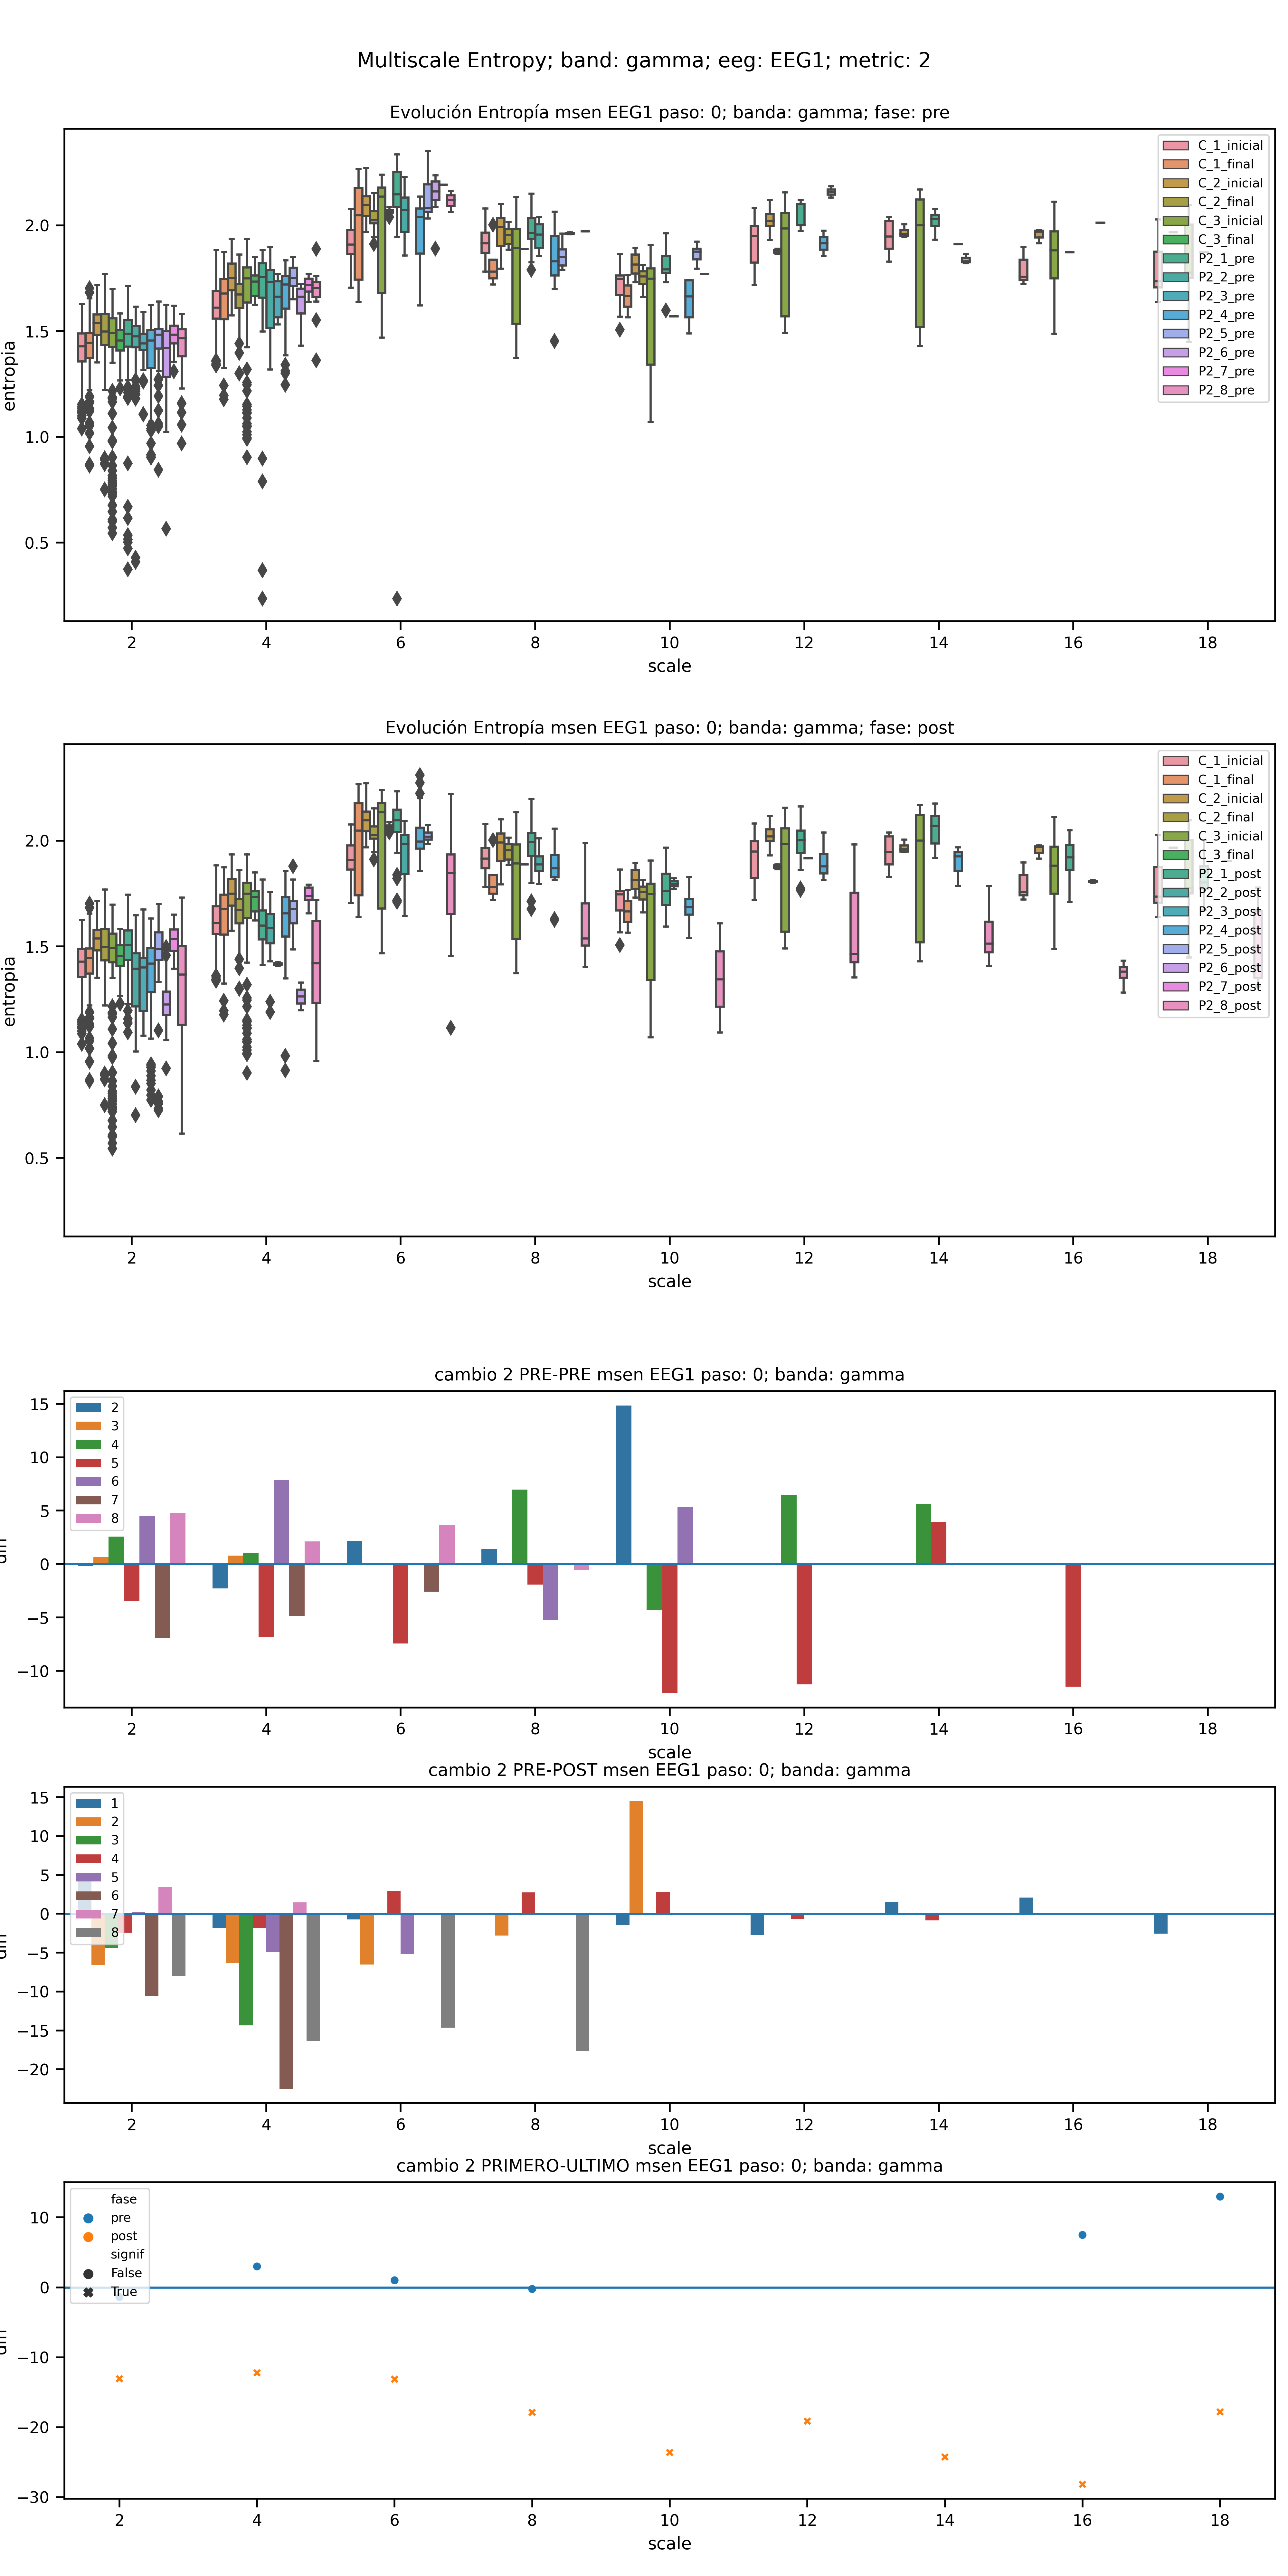 Multiscale Entropy; band: gamma; eeg: EEG1; metric: 2
Evolución Entropía msen EEG1 paso: 0; banda: gamma; fase: pre
entropia
2.0
1.5
1.0
0.5
C_1_inicial
C_1_final
C_2_inicial
C_2_final
C_3_inicial
C_3_final
P2_1_pre
P2_2_pre
P2_3_pre
P2_4_pre
P2_5_pre
P2_6_pre
P2_7_pre
P2_8_pre
2 4 6 8 10 12 14 16 18
scale
Evolución Entropía msen EEG1 paso: 0; banda: gamma; fase: post
entropia
2.0
1.5
1.0
0.5
C_1_inicial
C_1_final
C_2_inicial
C_2_final
C_3_inicial
C_3_final
P2_1_post
P2_2_post
P2_3_post
P2_4_post
P2_5_post
P2_6_post
P2_7_post
P2_8_post
2 4 6 8 10 12 14 16 18
scale
cambio 2 PRE-PRE msen EEG1 paso: 0; banda: gamma
15
10
5
0
−5
−10
2
3
4
5
6
7
8
2 4 6 8 10 12 14 16 18
scale
cambio 2 PRE-POST msen EEG1 paso: 0; banda: gamma
15
10
5
0
−5
−10
−15
−20
1
2
3
4
5
6
7
8
2 4 6 8 10 12 14 16 18
scale
cambio 2 PRIMERO-ULTIMO msen EEG1 paso: 0; banda: gamma
10
0
−10
−20
−30
fase
pre
post
signif
False
True
2 4 6 8 10 12 14 16 18
scale